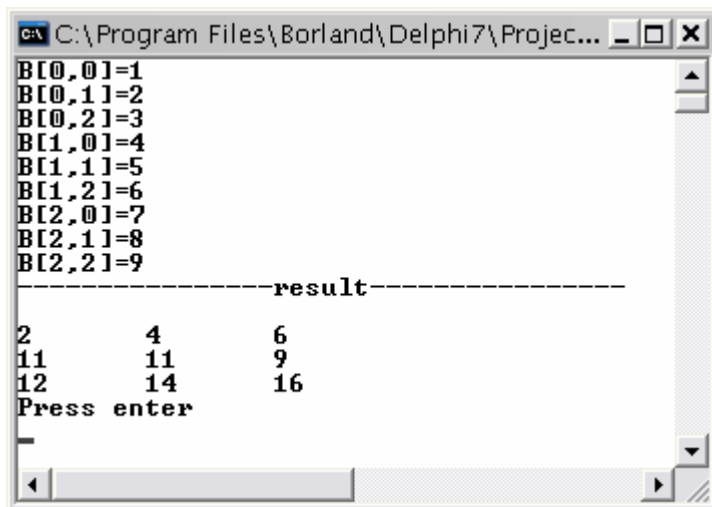 C:\Program Files\Borland\Delphi7\Projec...
B[0,0]=1
B[0,1]=2
B[0,2]=3
B[1,0]=4
B[1,1]=5
B[1,2]=6
B[2,0]=7
B[2,1]=8
B[2,2]=9
----------------result----------------
2 4 6
11 11 9
12 14 16
Press enter